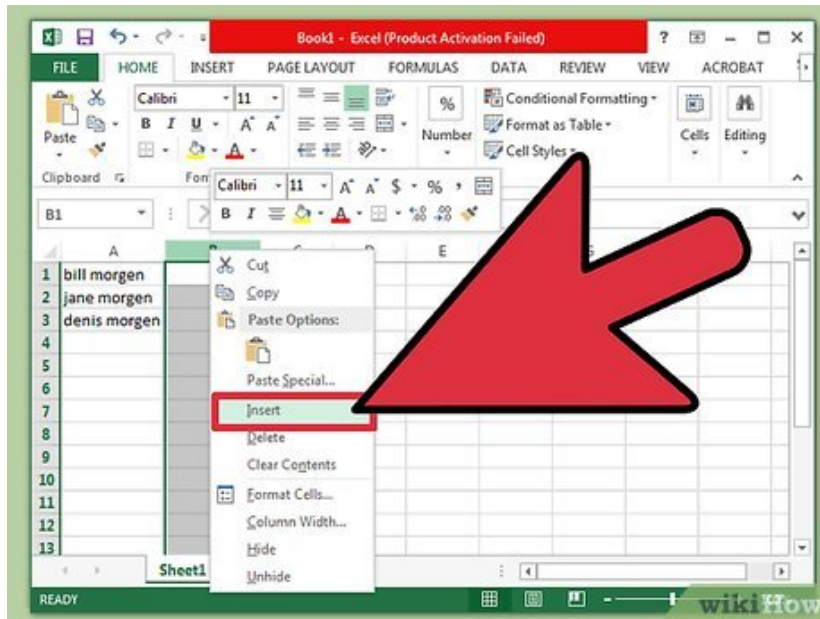 Book1 - Excel (Product Activation Failed)
FILE HOME INSERT PAGE LAYOUT FORMULAS DATA REVIEW VIEW ACROBAT
Calibri 11
Paste
B I U A
% Number
Conditional Formatting
Format as Table
Cell Styles
Cells
Editing
Clipboard
Calibri 11 A A $ % ,
B I A
B1
A E
1 bill morgen
2 jane morgen
3 denis morgen
4
5
6
7
8
9
10
11
12
13
Cut
Copy
Paste Options:
Paste Special...
Insert
Delete
Clear Contents
Format Cells...
Column Width...
Hide
Unhide
Sheet1
READY
wikiHow